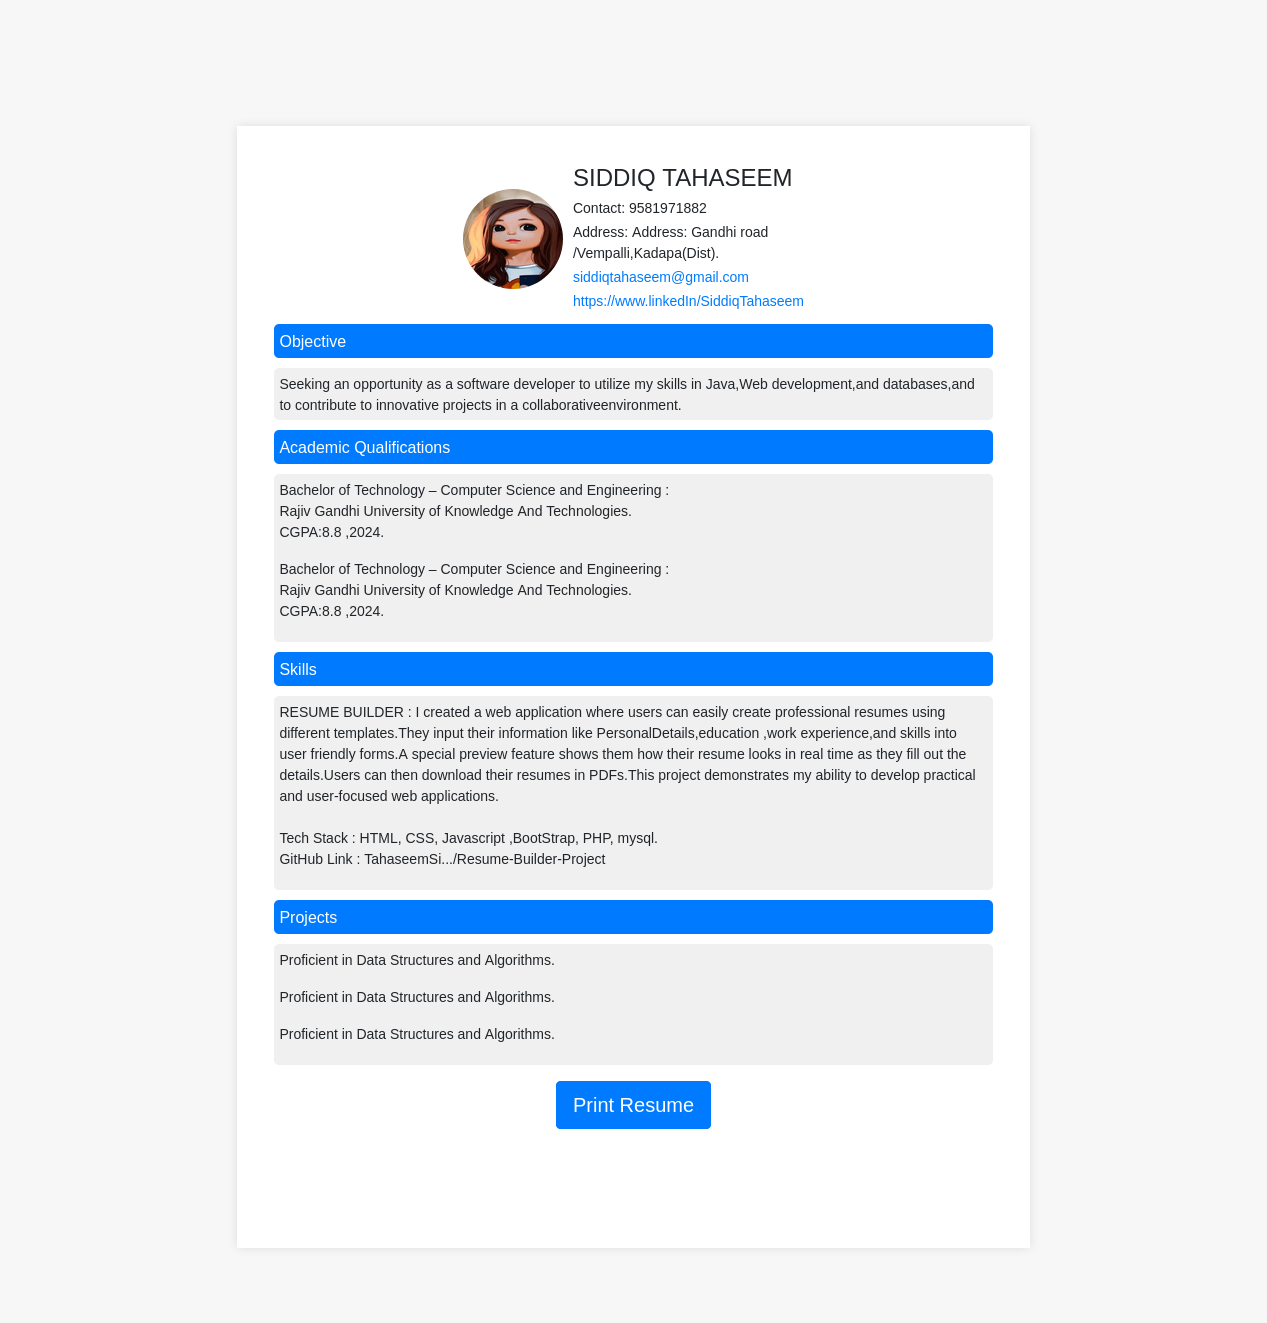 SIDDIQ TAHASEEM
Contact: 9581971882
Address: Address: Gandhi road
/Vempalli,Kadapa(Dist).
siddiqtahaseem@gmail.com
https://www.linkedIn/SiddiqTahaseem
Objective
Seeking an opportunity as a software developer to utilize my skills in Java,Web development,and databases,and
to contribute to innovative projects in a collaborativeenvironment.
Academic Qualifications
Bachelor of Technology – Computer Science and Engineering :
Rajiv Gandhi University of Knowledge And Technologies.
CGPA:8.8 ,2024.
Bachelor of Technology – Computer Science and Engineering :
Rajiv Gandhi University of Knowledge And Technologies.
CGPA:8.8 ,2024.
Skills
RESUME BUILDER : I created a web application where users can easily create professional resumes using
different templates.They input their information like PersonalDetails,education ,work experience,and skills into
user friendly forms.A special preview feature shows them how their resume looks in real time as they fill out the
details.Users can then download their resumes in PDFs.This project demonstrates my ability to develop practical
and user-focused web applications.
Tech Stack : HTML, CSS, Javascript ,BootStrap, PHP, mysql.
GitHub Link : TahaseemSi.../Resume-Builder-Project
Projects
Proficient in Data Structures and Algorithms.
Proficient in Data Structures and Algorithms.
Proficient in Data Structures and Algorithms.
Print Resume